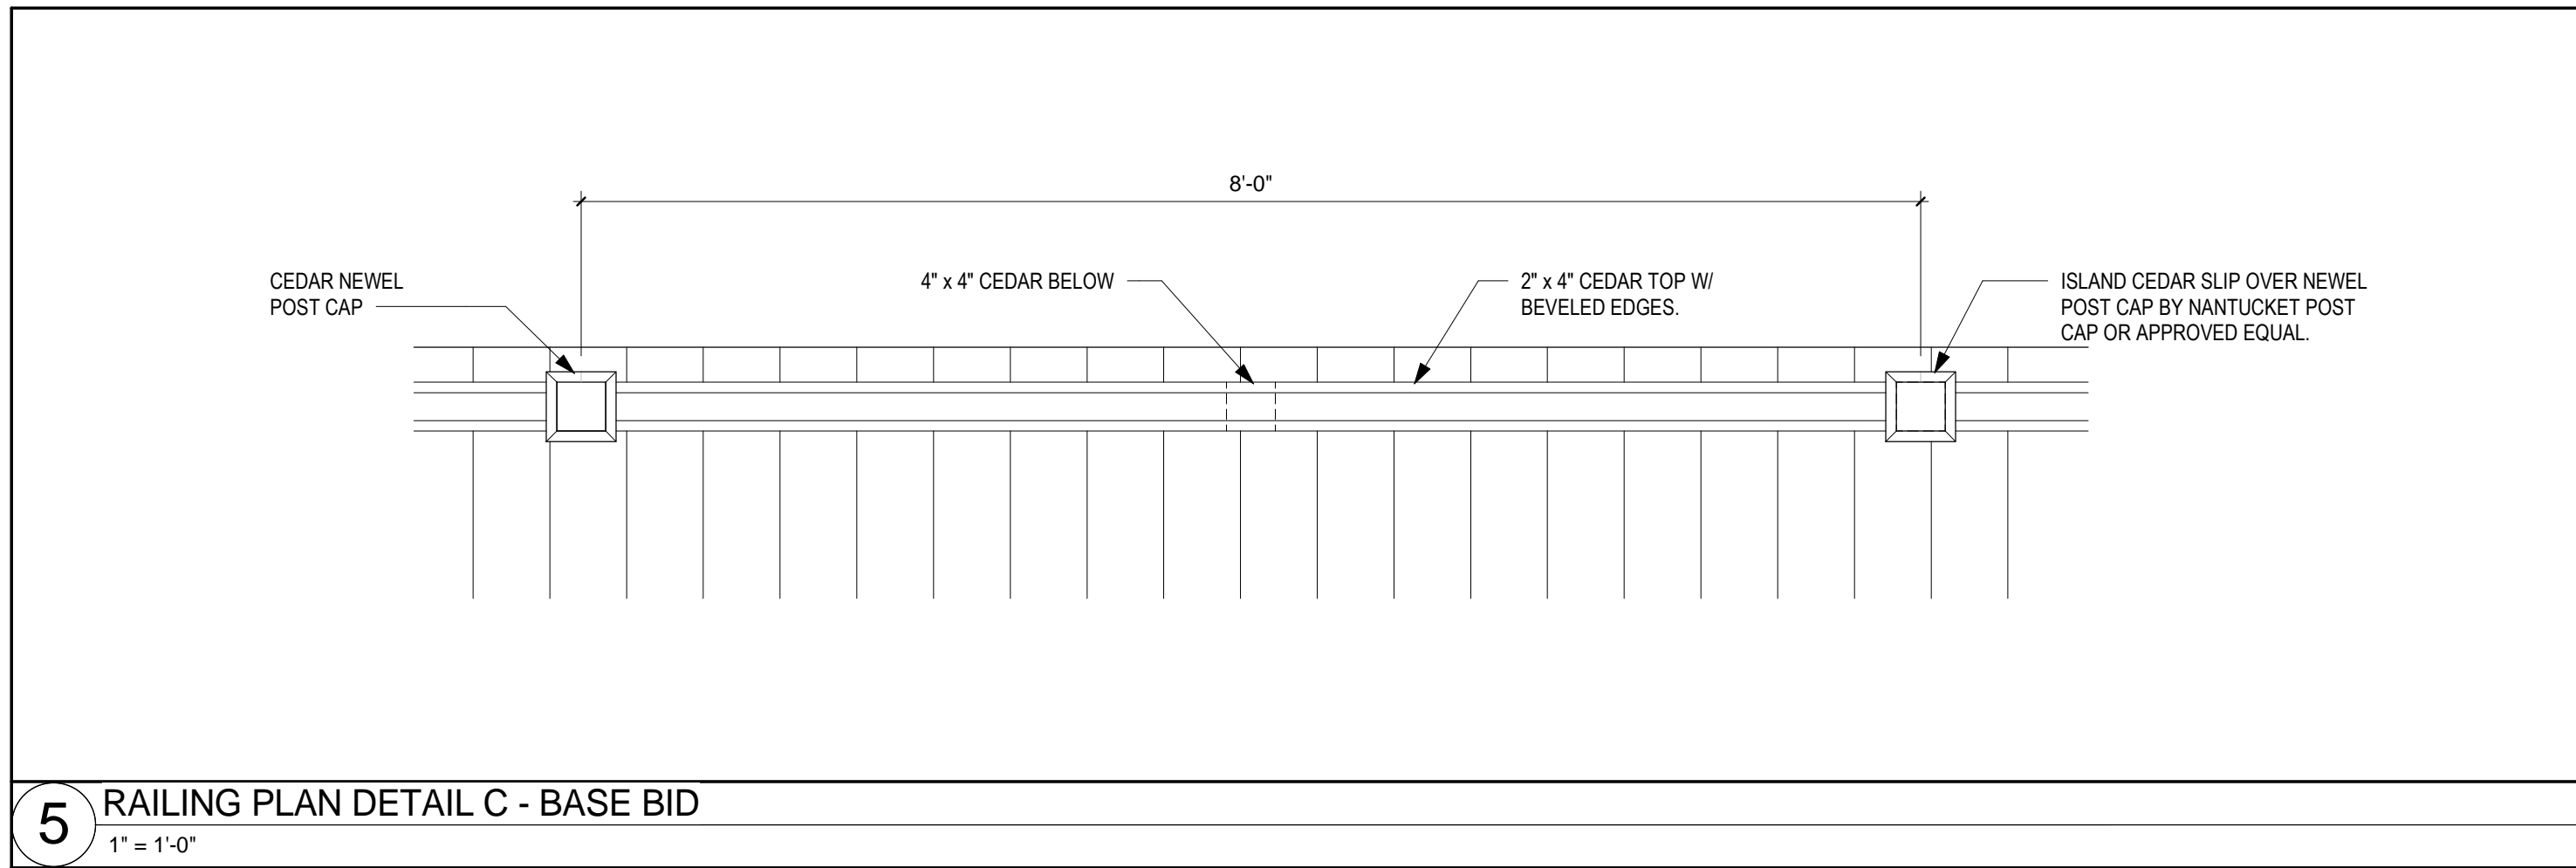 8'-0"
CEDAR NEWEL
POST CAP
4" x 4" CEDAR BELOW
2" x 4" CEDAR TOP W/
BEVELED EDGES.
ISLAND CEDAR SLIP OVER NEWEL
POST CAP BY NANTUCKET POST
CAP OR APPROVED EQUAL.
5
RAILING PLAN DETAIL C - BASE BID
1" = 1'-0"